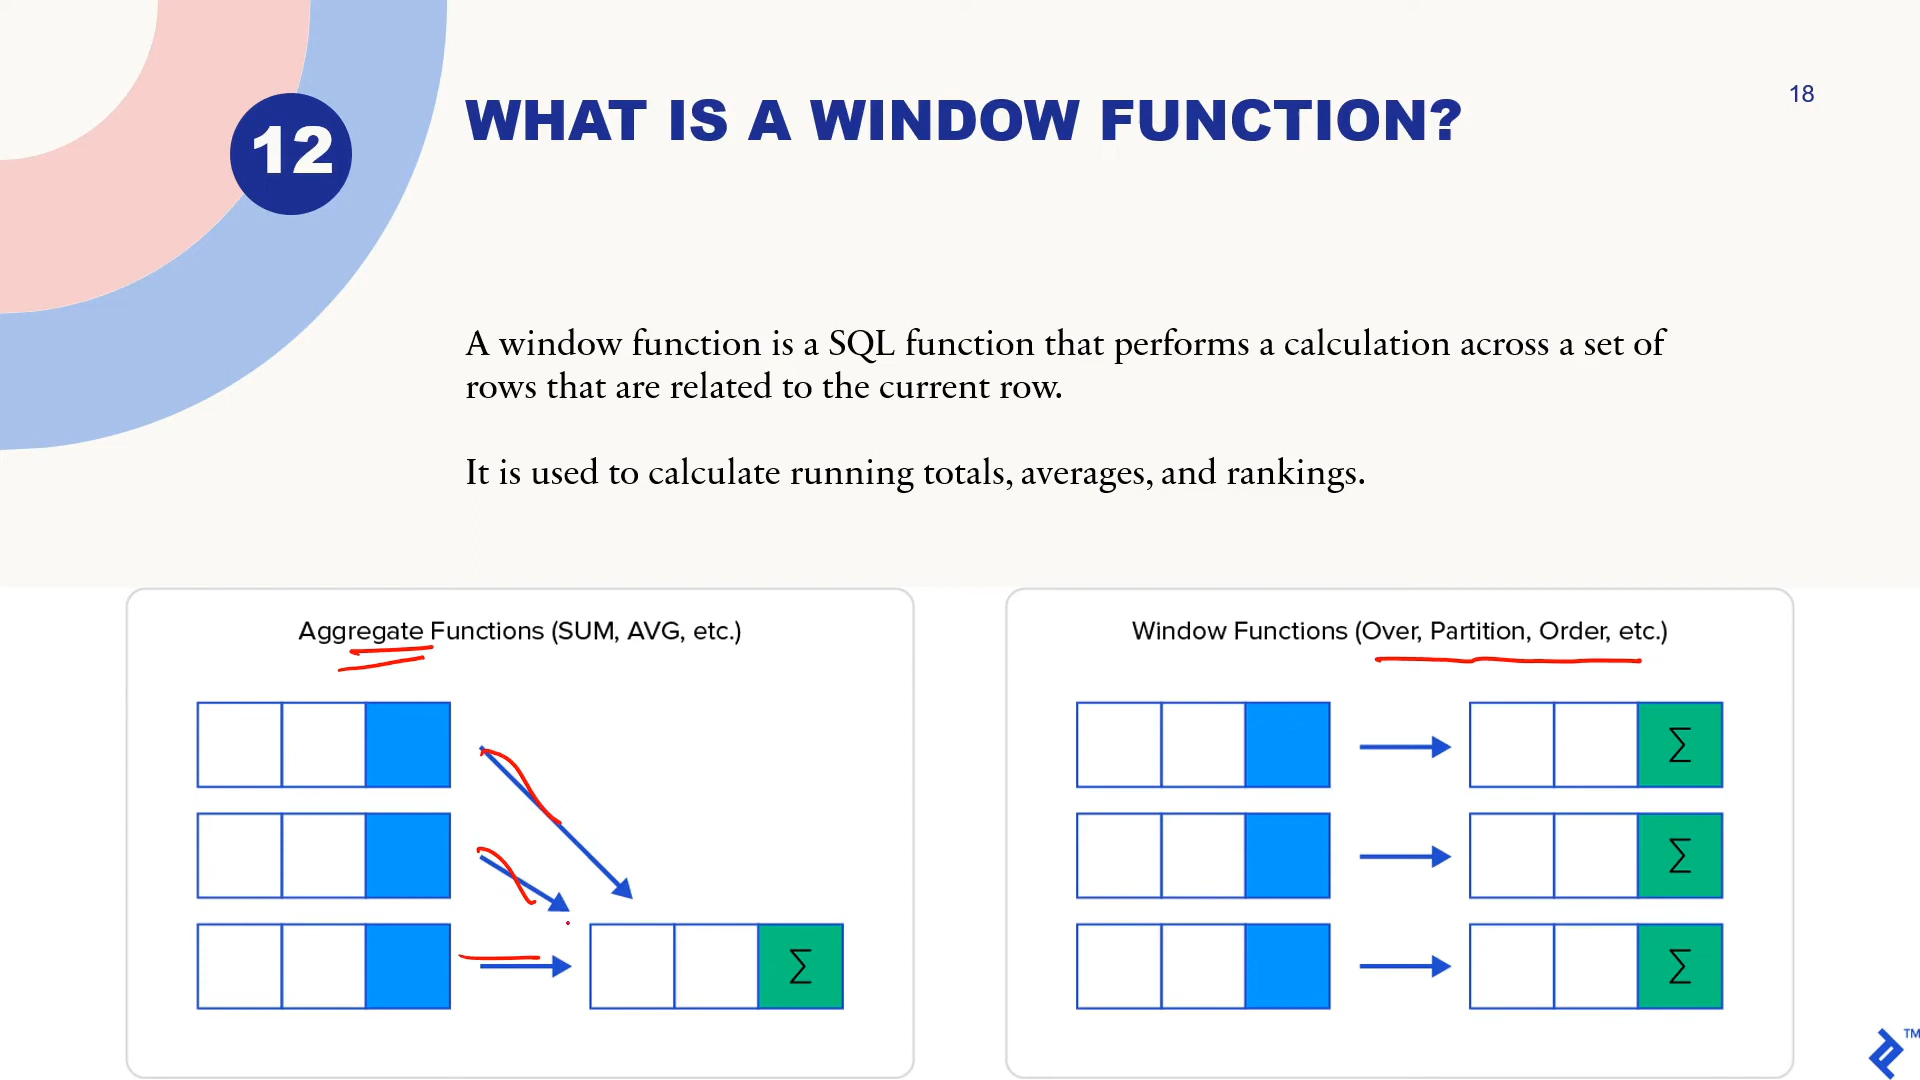 12
WHAT IS A WINDOW FUNCTION?
18
A window function is a SQL function that performs a calculation across a set of
rows that are related to the current row.
It is used to calculate running totals, averages, and rankings.
Aggregate Functions (SUM, AVG, etc.)
∑
Window Functions (Over, Partition, Order, etc.)
∑
∑
∑
TM